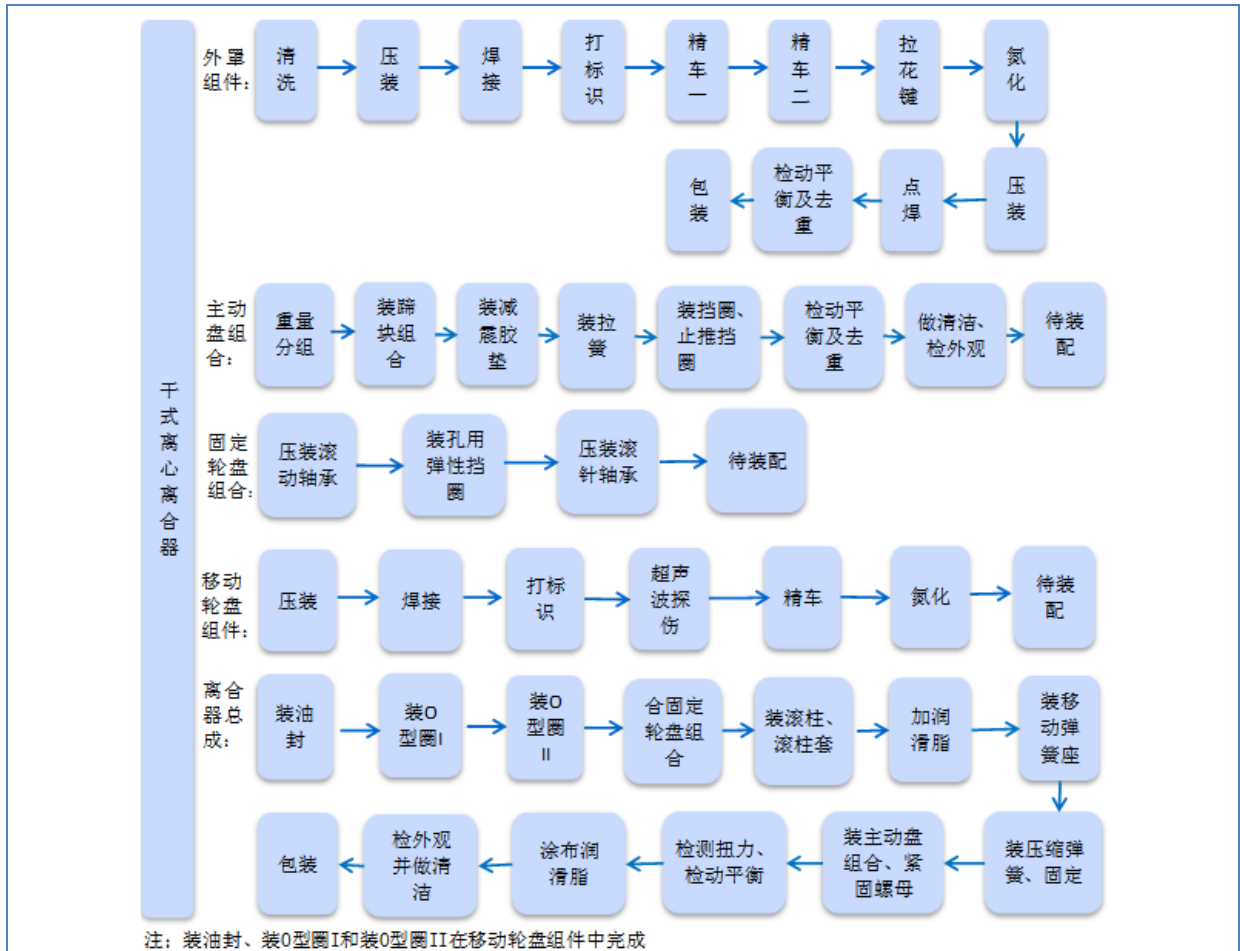 干式离心离合器
外罩
组件：
清
洗
压
装
焊
接
打
标
识
精
车
一
精
车
二
拉
花
键
氮
化
压
装
点
焊
检动平
衡及去
重
包
装
主动
盘组
合：
重量
分组
装蹄
块组
合
装减
震胶
垫
装拉
簧
装挡圈、
止推挡
圈
检动平
衡及去
重
做清洁、
检外观
待装
配
固定
轮盘
组合：
压装滚
动轴承
装孔用
弹性挡
圈
压装滚
针轴承
待装配
移动
轮盘
组件：
压装
焊接
打标
识
超声
波探
伤
精车
氮化
待装
配
离合
器总
成：
装油
封
装O
型圈I
装O
型圈
II
合固定
轮盘组
合
装滚柱、
滚柱套
加润
滑脂
装移
动弹
簧座
装压缩弹
簧、固定
装主动盘
组合、紧
固螺母
检测扭力、
检动平衡
涂布润
滑脂
检外观
并做清
洁
包装
注：装油封、装O型圈I和装O型圈II在移动轮盘组件中完成